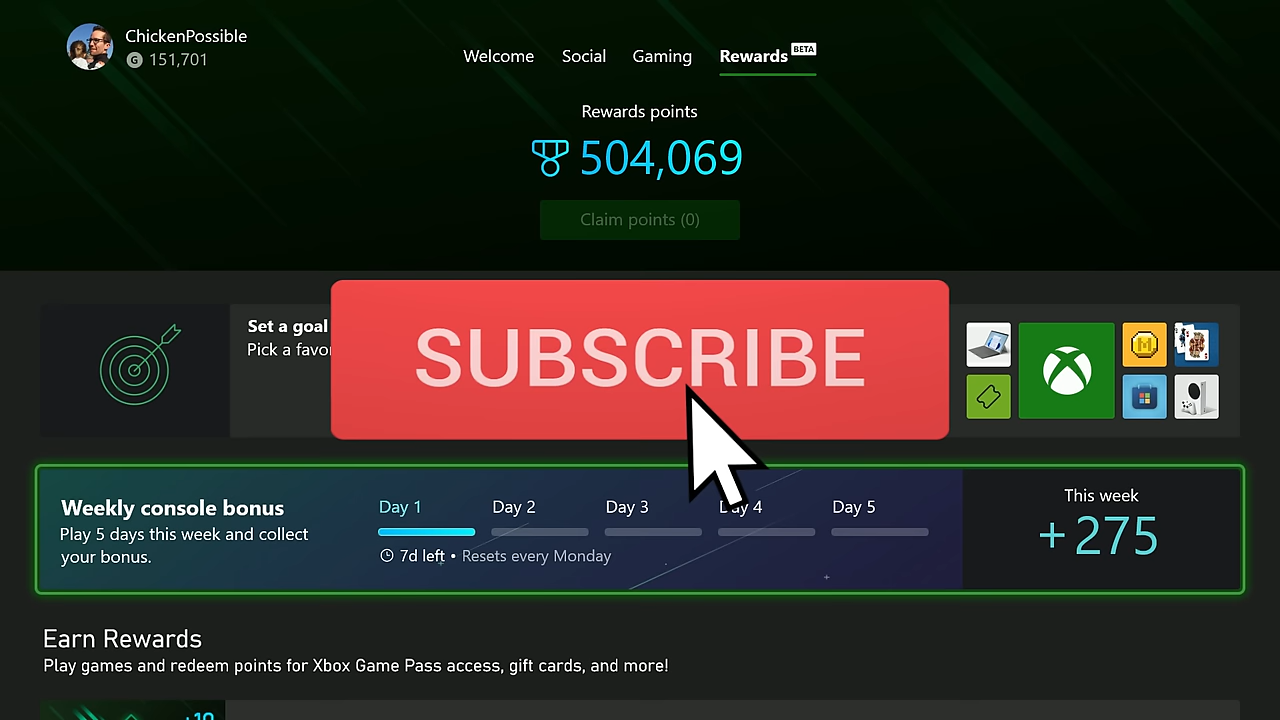 ChickenPossible
G 151,701
Welcome Social Gaming Rewards BETA
Rewards points
504,069
Claim points (0)
Set a goal
Pick a favo
SUBSCRIBE
Weekly console bonus
Play 5 days this week and collect
your bonus.
Day 1 Day 2 Day 3 Day 4 Day 5
7d left • Resets every Monday
This week
+275
Earn Rewards
Play games and redeem points for Xbox Game Pass access, gift cards, and more!
+10